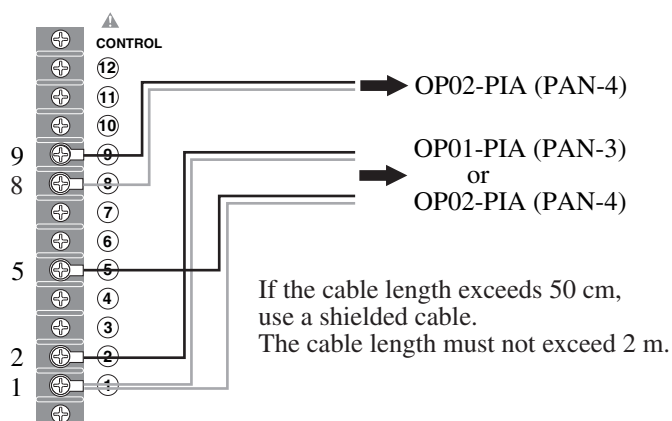 CONTROL
12
11
10
9 9
8 8
7
6
5 5
4
3
2 2
1 1
OP02-PIA (PAN-4)
OP01-PIA (PAN-3)
or
OP02-PIA (PAN-4)
If the cable length exceeds 50 cm,
use a shielded cable.
The cable length must not exceed 2 m.